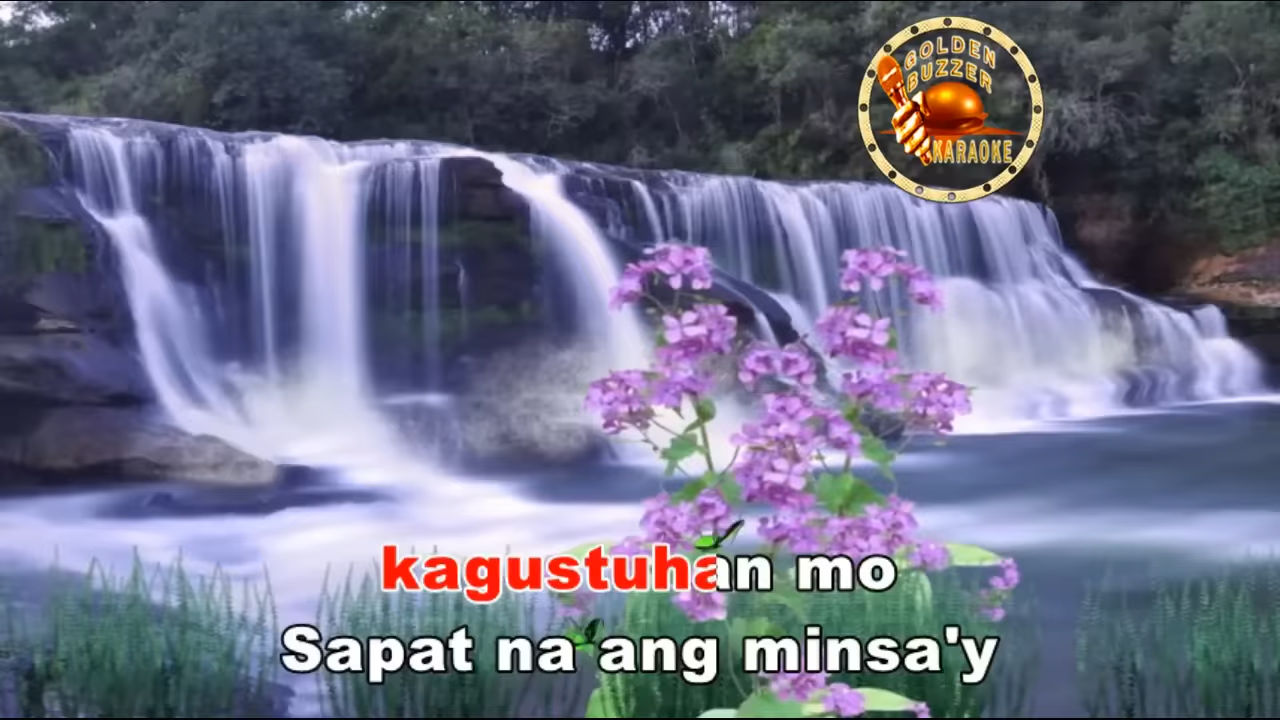 GOLDEN
BUZZER
KARAOKE
kagustuhan mo
Sapat na ang minsa'y